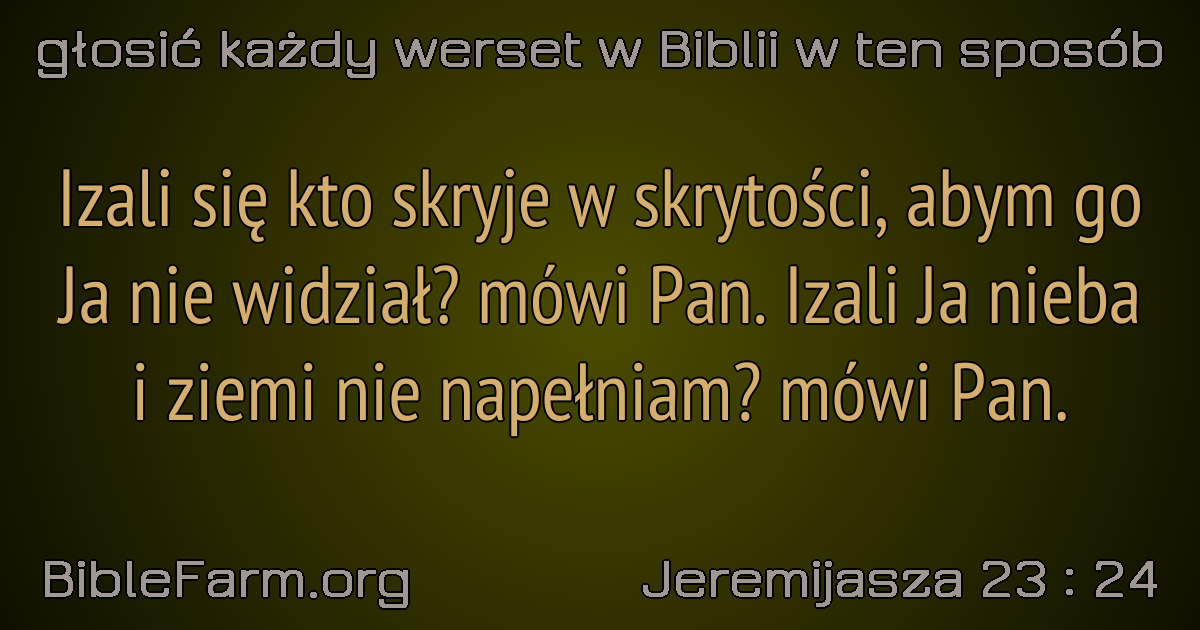 głosić każdy werset w Biblii w ten sposób
Izali się kto skryje w skrytości, abym go
Ja nie widział? mówi Pan. Izali Ja nieba
i ziemi nie napełniam? mówi Pan.
BibleFarm.org
Jeremijasza 23 : 24